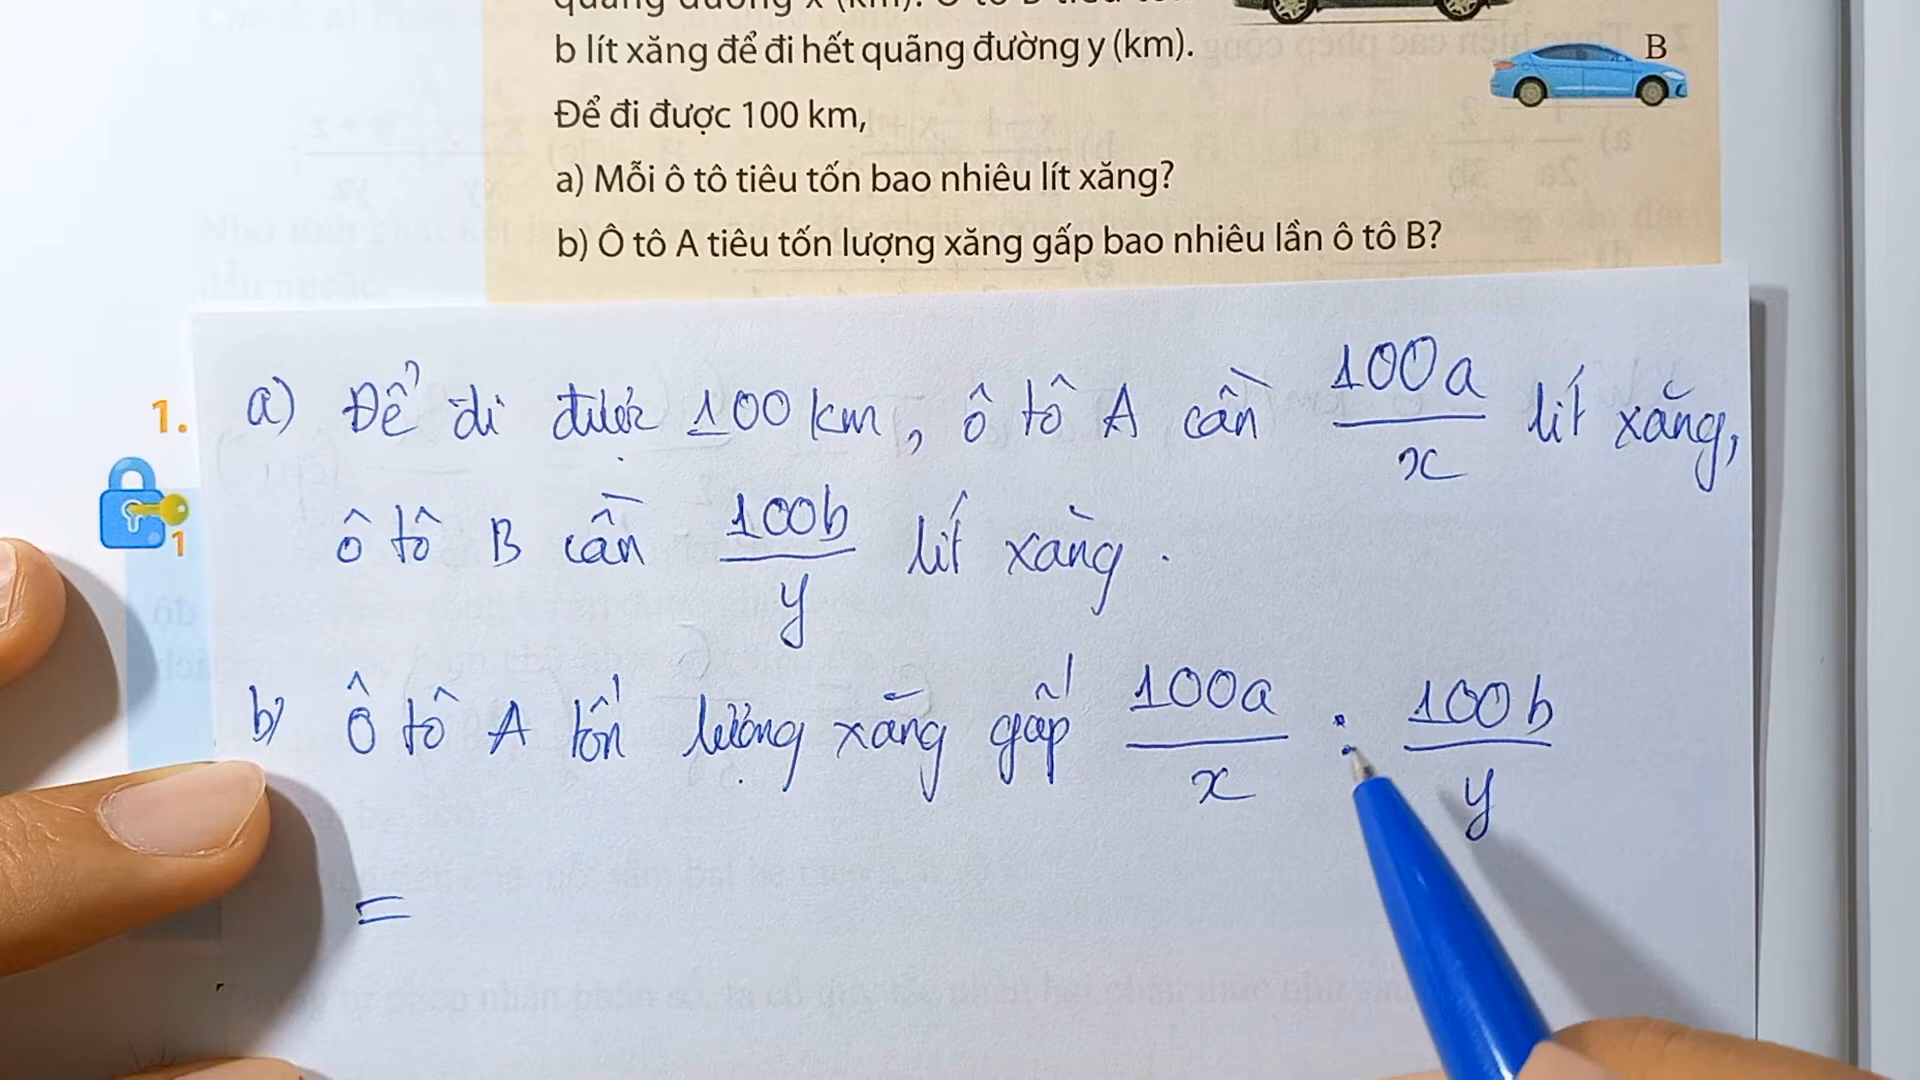 b lít xăng để đi hết quãng đường y (km).
B
Để đi được 100 km,
a) Mỗi ô tô tiêu tốn bao nhiêu lít xăng?
b) Ô tô A tiêu tốn lượng xăng gấp bao nhiêu lần ô tô B?
1.
a) Để đi được 100 km, ô tô A cần 100a/x lít xăng,
1
ô tô B cần 100b/y lít xăng.
b) Ô tô A tốn lượng xăng gấp 100a/x : 100b/y
=